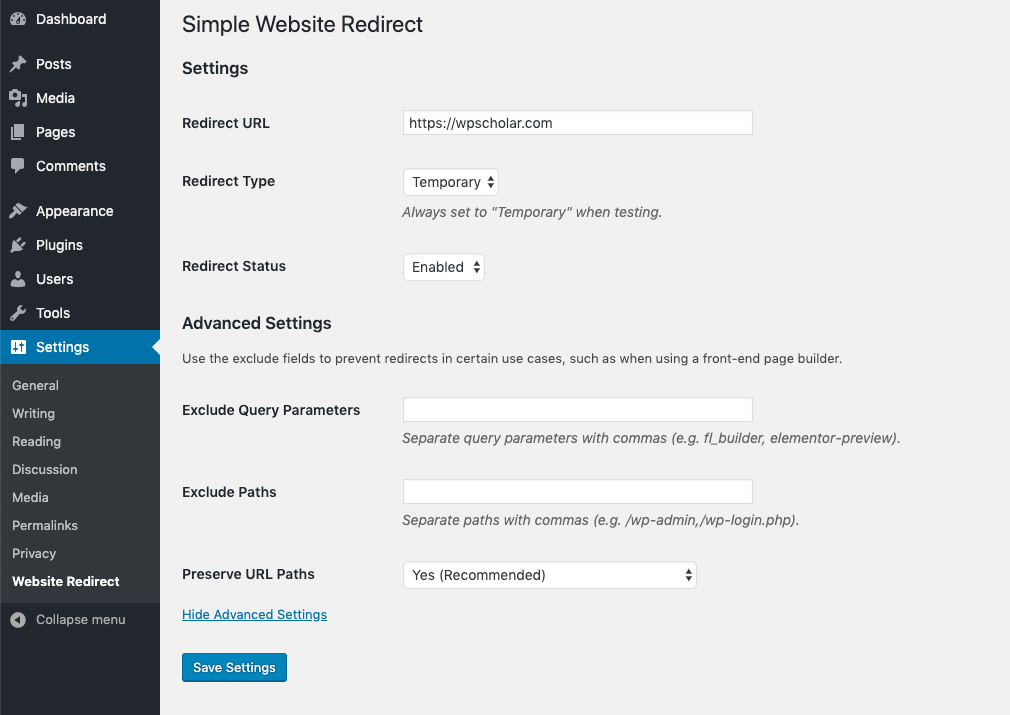 Dashboard
Posts
Media
Pages
Comments
Appearance
Plugins
Users
Tools
Settings
General
Writing
Reading
Discussion
Media
Permalinks
Privacy
Website Redirect
Collapse menu
Simple Website Redirect
Settings
Redirect URL
https://wpscholar.com
Redirect Type
Temporary
Always set to "Temporary" when testing.
Redirect Status
Enabled
Advanced Settings
Use the exclude fields to prevent redirects in certain use cases, such as when using a front-end page builder.
Exclude Query Parameters
Separate query parameters with commas (e.g. fl_builder, elementor-preview).
Exclude Paths
Separate paths with commas (e.g. /wp-admin,/wp-login.php).
Preserve URL Paths
Yes (Recommended)
Hide Advanced Settings
Save Settings